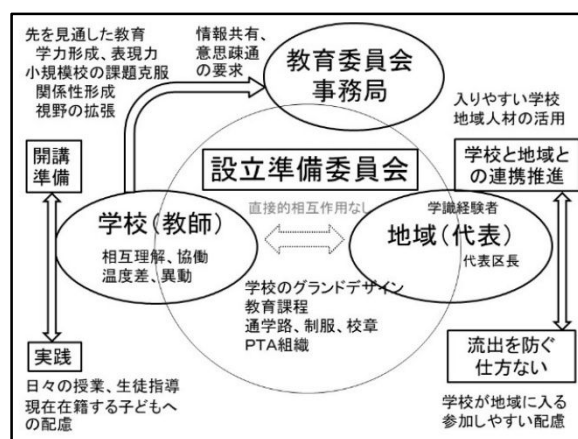 先を見通した教育
学力形成、表現力
小規模校の課題克服
関係性形成
視野の拡張
情報共有、
意思疎通
の要求
教育委員会
事務局
入りやすい学校
地域人材の活用
開講
準備
設立準備委員会
学校と地域と
の連携推進
学校(教師)
相互理解、協働
温度差、異動
直接的相互作用なし
学識経験者
地域(代表)
代表区長
学校のグランドデザイン
教育課程
通学路、制服、校章
PTA組織
実践
日々の授業、生徒指導
現在在籍する子どもへ
の配慮
流出を防ぐ
仕方ない
学校が地域に入る
参加しやすい配慮